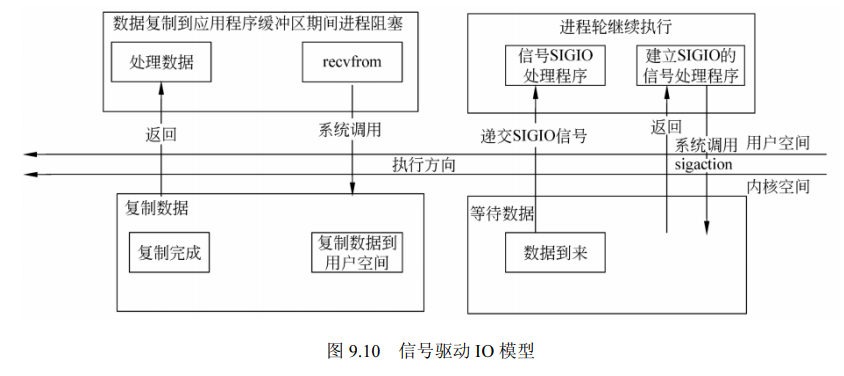 数据复制到应用程序缓冲区期间进程阻塞
处理数据
recvfrom
返回
系统调用
进程轮继续执行
信号SIGIO
处理程序
建立SIGIO的
信号处理程序
递交SIGIO信号
返回
系统调用
sigaction
用户空间
执行方向
内核空间
复制数据
复制完成
复制数据到
用户空间
等待数据
数据到来
图 9.10 信号驱动 IO 模型